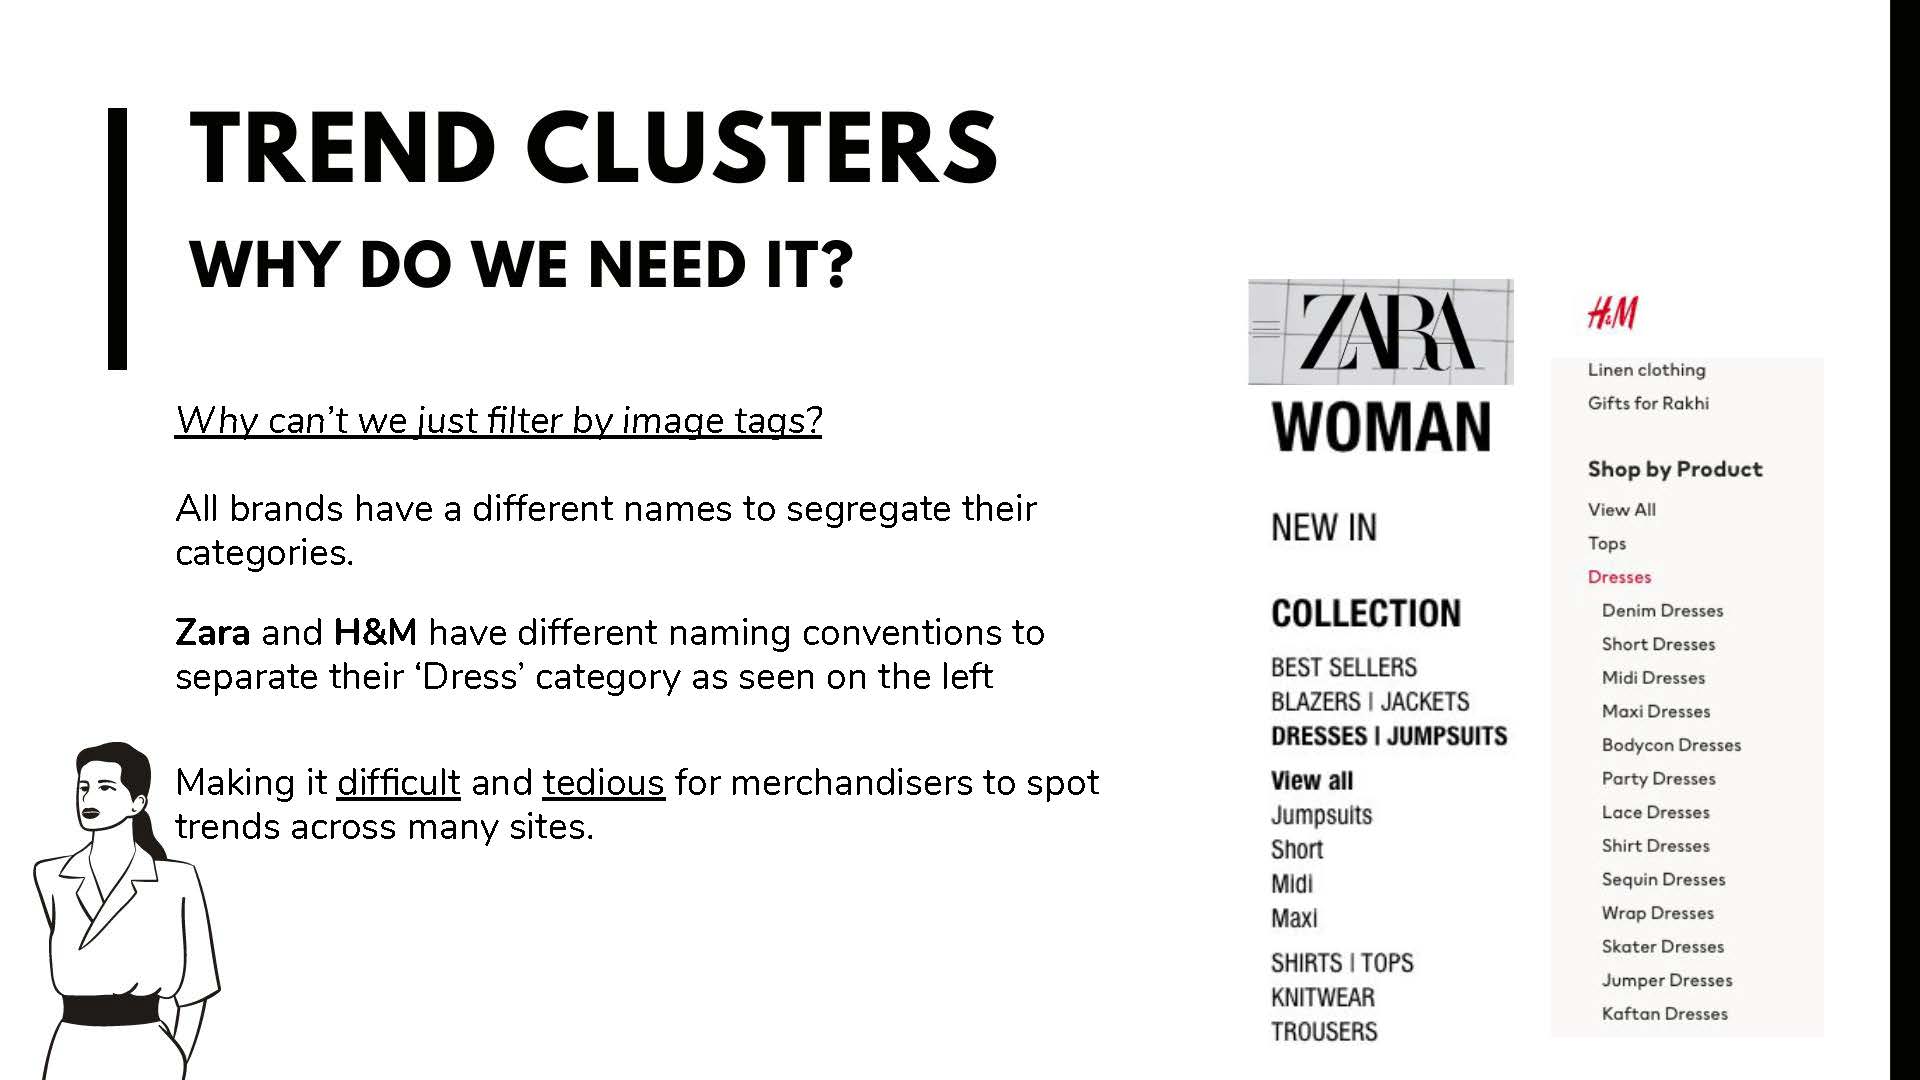 TREND CLUSTERS
WHY DO WE NEED IT?
Why can't we just filter by image tags?
All brands have a different names to segregate their
categories.
Zara and H&M have different naming conventions to
separate their ‘Dress’ category as seen on the left
Making it difficult and tedious for merchandisers to spot
trends across many sites.
ZARA
WOMAN
NEW IN
COLLECTION
BEST SELLERS
BLAZERS | JACKETS
DRESSES | JUMPSUITS
View all
Jumpsuits
Short
Midi
Maxi
SHIRTS | TOPS
KNITWEAR
TROUSERS
H&M
Linen clothing
Gifts for Rakhi
Shop by Product
View All
Tops
Dresses
Denim Dresses
Short Dresses
Midi Dresses
Maxi Dresses
Bodycon Dresses
Party Dresses
Lace Dresses
Shirt Dresses
Sequin Dresses
Wrap Dresses
Skater Dresses
Jumper Dresses
Kaftan Dresses